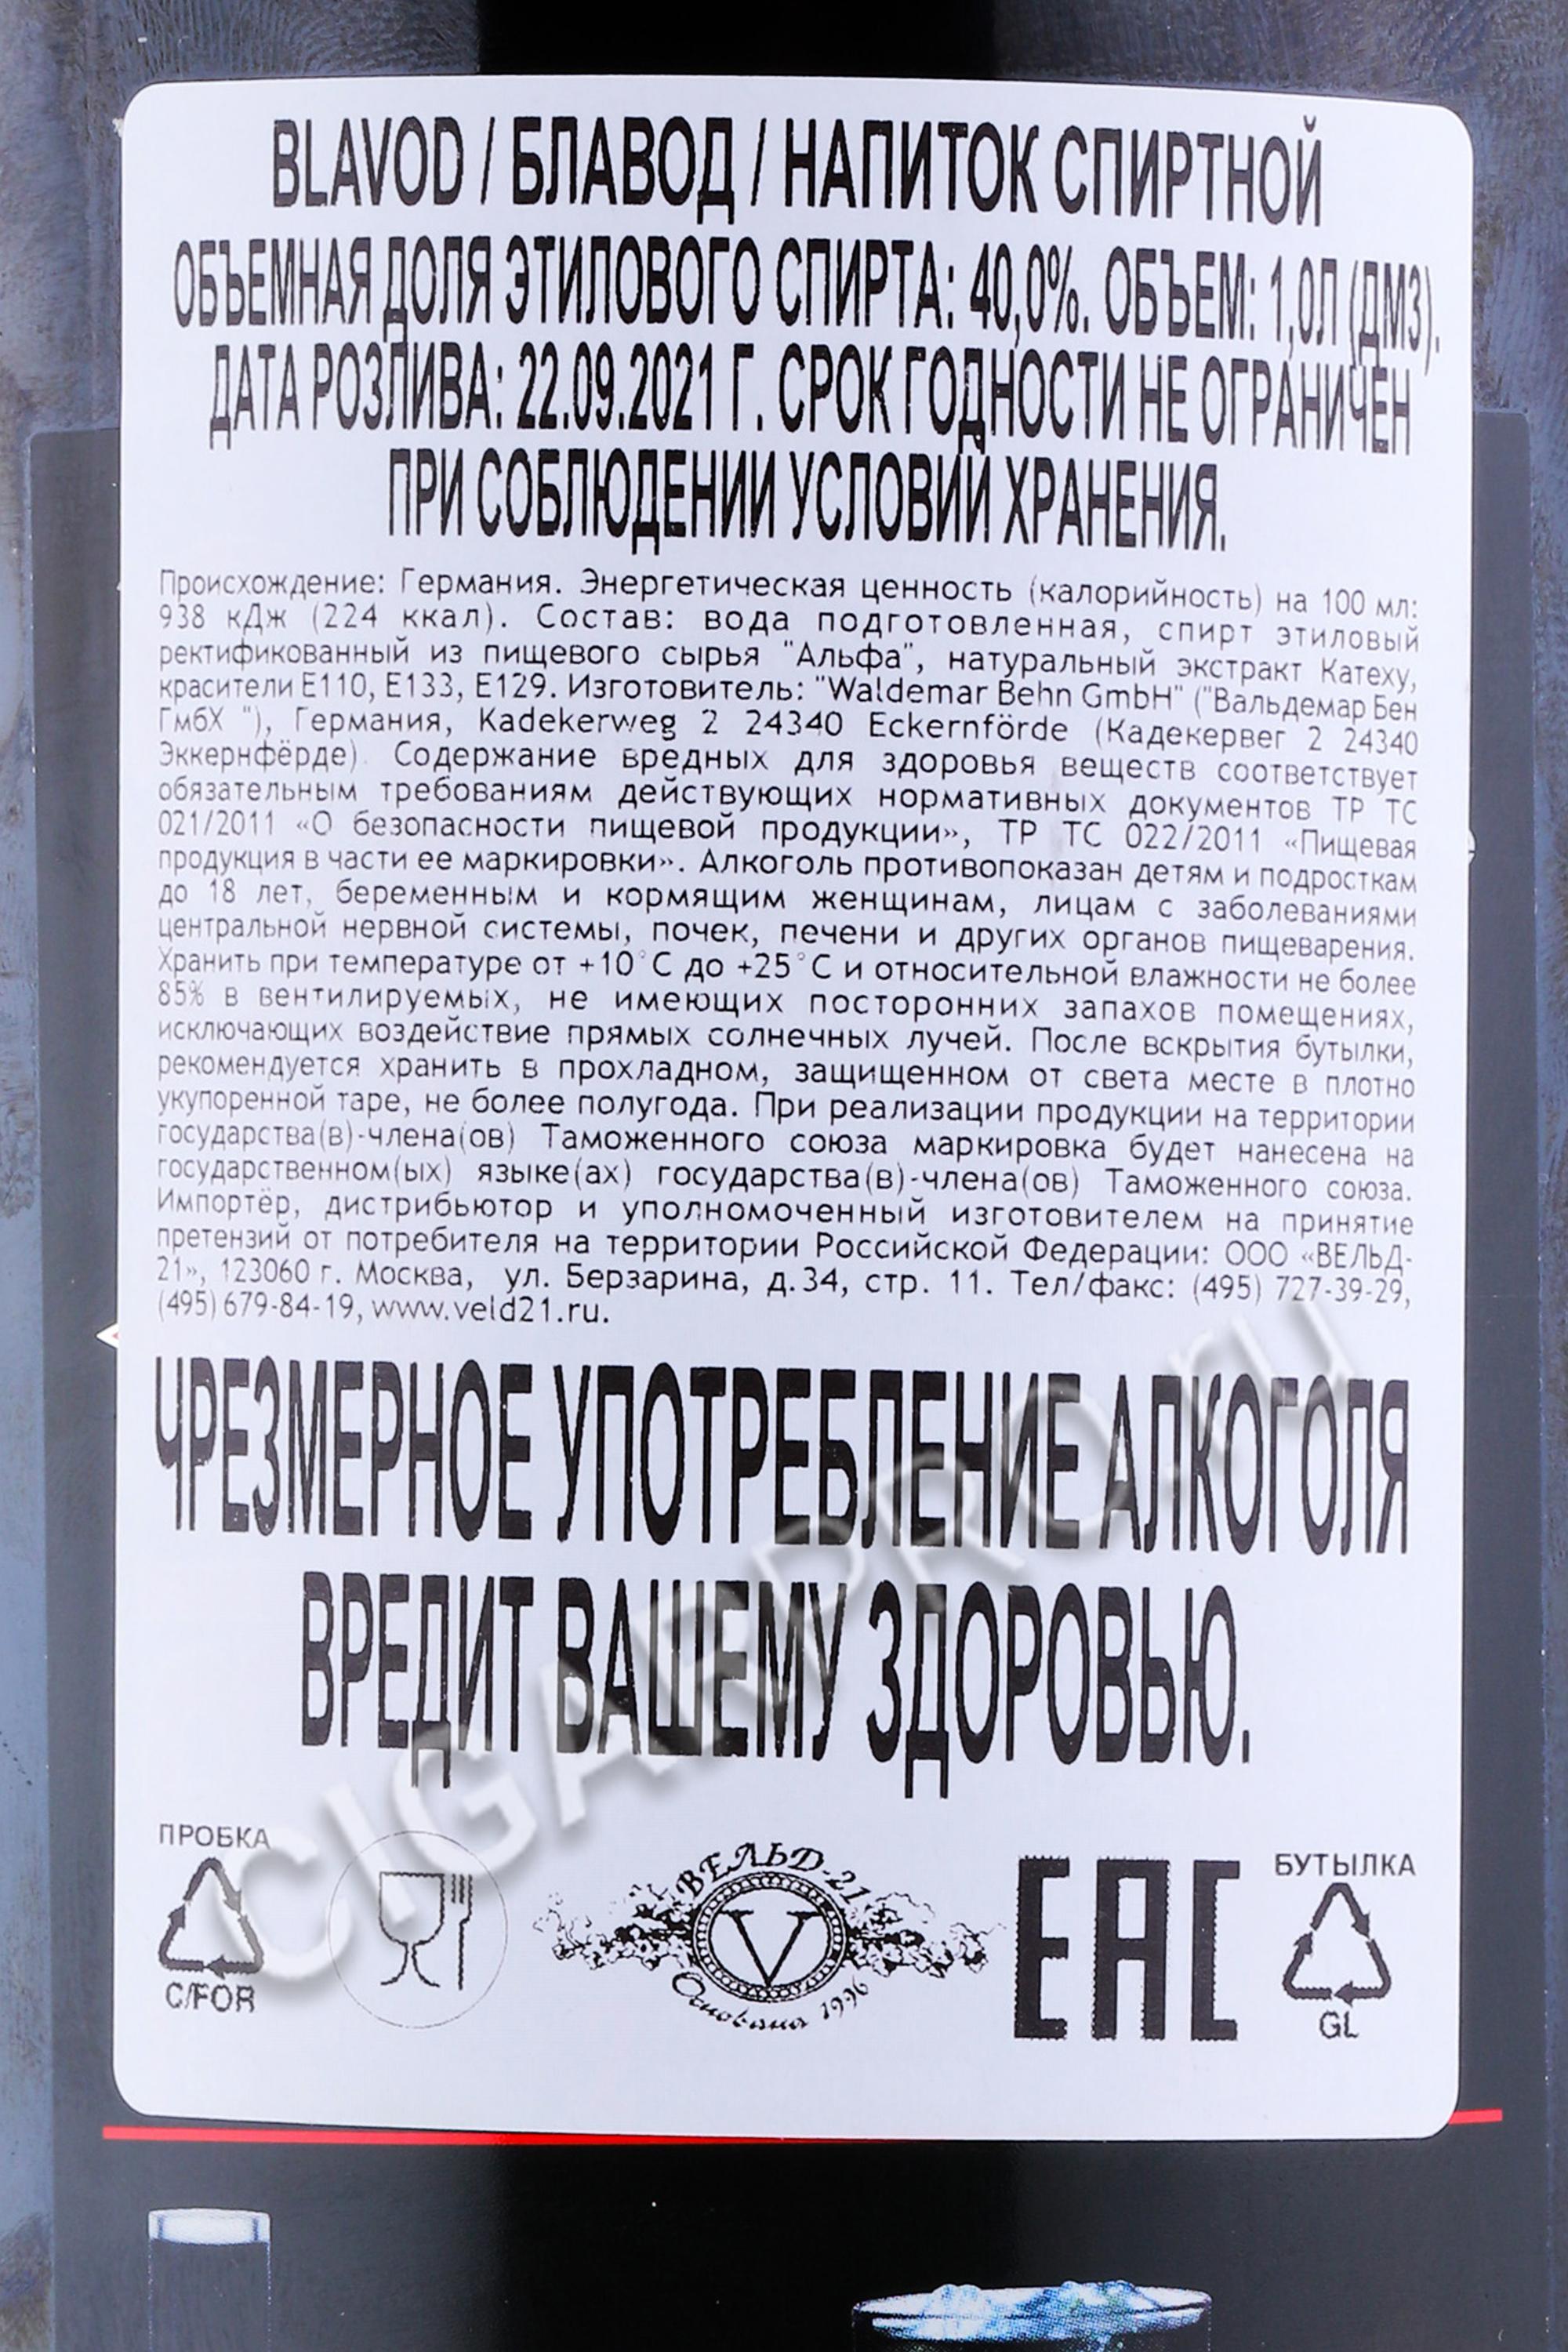 BLAVOD / БЛАВОД / НАПИТОК СПИРТНОЙ
ОБЪЕМНАЯ ДОЛЯ ЭТИЛОВОГО СПИРТА: 40,0%. ОБЪЕМ: 1,0Л (ДМ3).
ДАТА РОЗЛИВА: 22.09.2021 Г. СРОК ГОДНОСТИ НЕ ОГРАНИЧЕН
ПРИ СОБЛЮДЕНИИ УСЛОВИЙ ХРАНЕНИЯ.
Происхождение: Германия. Энергетическая ценность (калорийность) на 100 мл:
938 кДж (224 ккал). Состав: вода подготовленная, спирт этиловый
ректификованный из пищевого сырья "Альфа", натуральный экстракт Катеху,
красители Е110, Е133, Е129. Изготовитель: "Waldemar Behn GmbH" ("Вальдемар Бен
ГмбХ "), Германия, Kadekerweg 2 24340 Eckernförde (Кадекервег 2 24340
Эккернфёрде). Содержание вредных для здоровья веществ соответствует
обязательным требованиям действующих нормативных документов ТР ТС
021/2011 «О безопасности пищевой продукции», ТР ТС 022/2011 «Пищевая
продукция в части ее маркировки». Алкоголь противопоказан детям и подросткам
до 18 лет, беременным и кормящим женщинам, лицам с заболеваниями
центральной нервной системы, почек, печени и других органов пищеварения.
Хранить при температуре от +10°С до +25°С и относительной влажности не более
85% в вентилируемых, не имеющих посторонних запахов помещениях,
исключающих воздействие прямых солнечных лучей. После вскрытия бутылки,
рекомендуется хранить в прохладном, защищенном от света месте в плотно
укупоренной таре, не более полугода. При реализации продукции на территории
государства(в)-члена(ов) Таможенного союза маркировка будет нанесена на
государственном(ых) языке(ах) государства(в)-члена(ов) Таможенного союза.
Импортёр, дистрибьютор и уполномоченный изготовителем на принятие
претензий от потребителя на территории Российской Федерации: ООО «ВЕЛЬД-
21», 123060 г. Москва, ул. Берзарина, д.34, стр. 11. Тел/факс: (495) 727-39-29,
(495) 679-84-19, www.veld21.ru.
ЧРЕЗМЕРНОЕ УПОТРЕБЛЕНИЕ АЛКОГОЛЯ
ВРЕДИТ ВАШЕМУ ЗДОРОВЬЮ.
CIGARPRO.ru
ПРОБКА
C/FOR
ВЕЛЬД-21
V
Основана 1996
EAC
БУТЫЛКА
GL